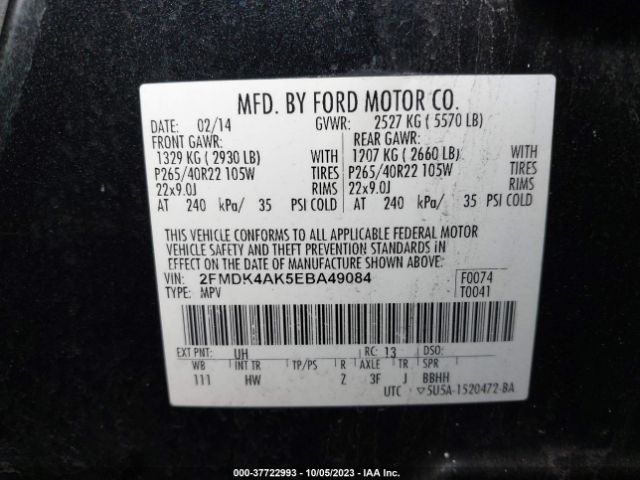 MFD. BY FORD MOTOR CO.
DATE: 02/14 GVWR: 2527 KG ( 5570 LB)
FRONT GAWR: REAR GAWR:
1329 KG ( 2930 LB) WITH 1207 KG ( 2660 LB) WITH
P265/40R22 105W TIRES P265/40R22 105W TIRES
22x9.0J RIMS 22x9.0J RIMS
AT 240 kPa/ 35 PSI COLD AT 240 kPa/ 35 PSI COLD
THIS VEHICLE CONFORMS TO ALL APPLICABLE FEDERAL MOTOR
VEHICLE SAFETY AND THEFT PREVENTION STANDARDS IN
EFFECT ON THE DATE OF MANUFACTURE SHOWN ABOVE.
VIN: 2FMDK4AK5EBA49084 F0074
TYPE: MPV T0041
EXT PNT: UH RC: 13 DSO:
WB INT TR TP/PS R AXLE TR SPR
111 HW Z 3F J BBHH
UTC ▽5U5A-1520472-BA
000-37722993 - 10/05/2023 - IAA Inc.